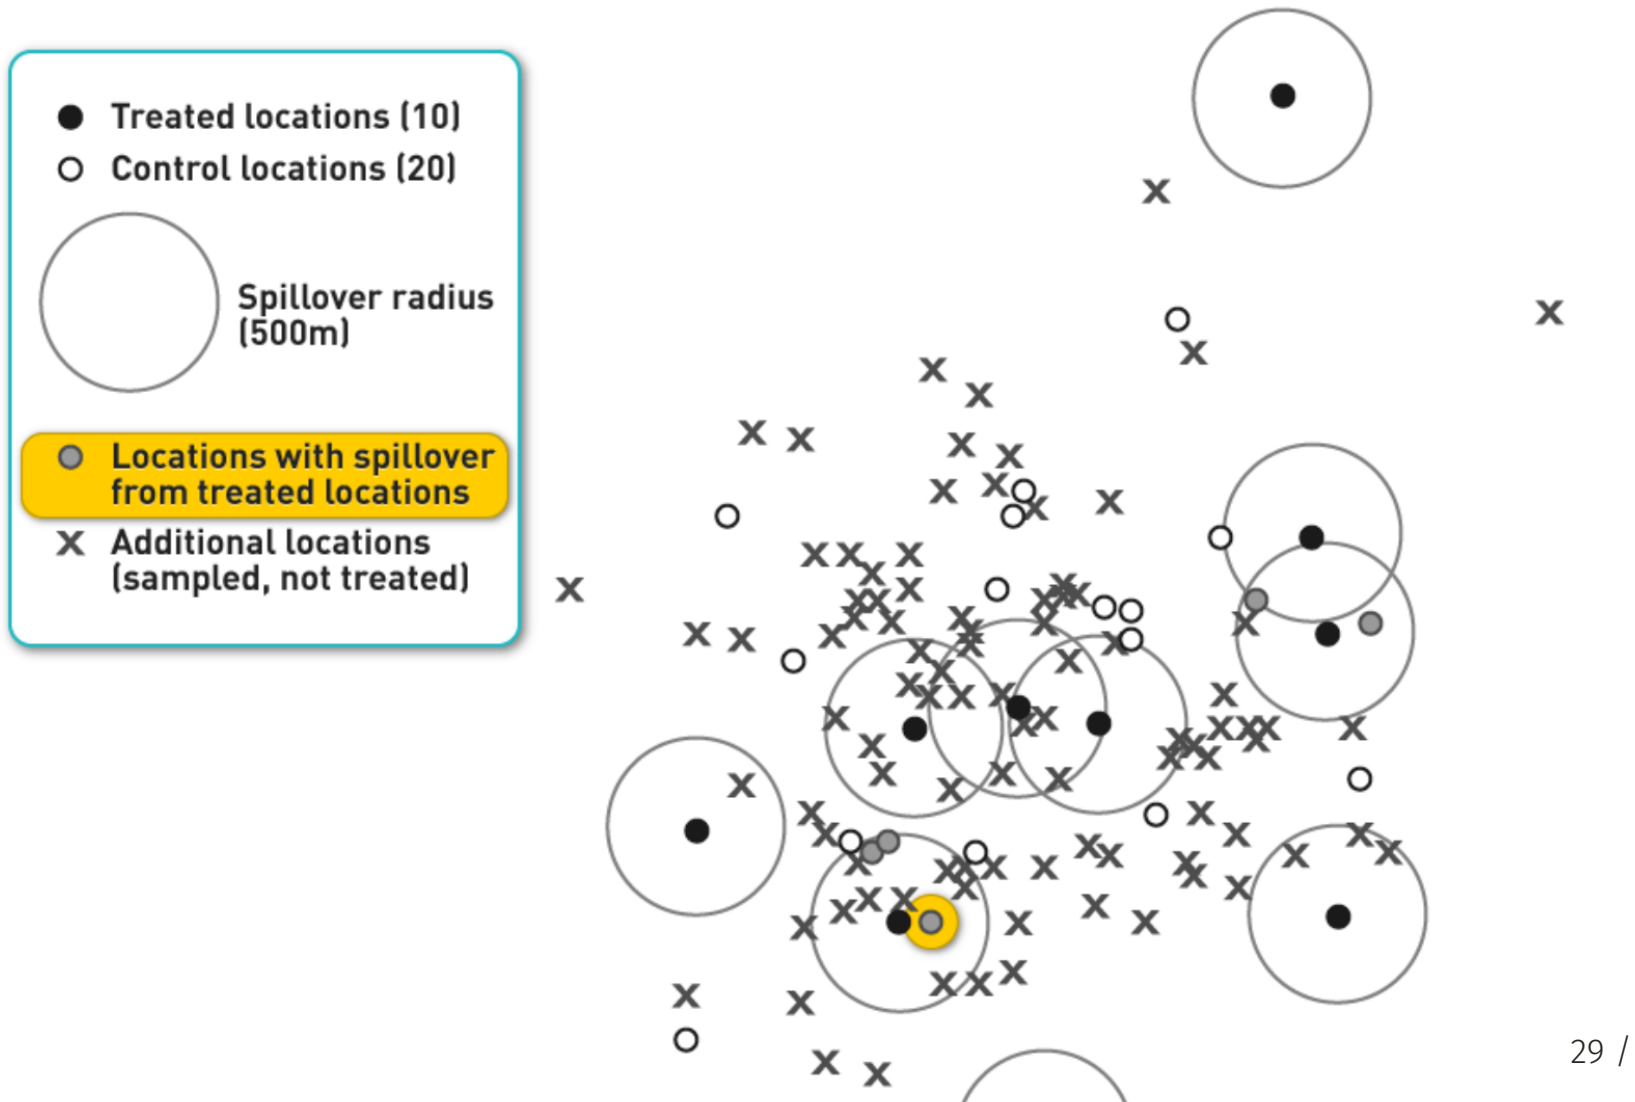 Treated locations (10)
Control locations (20)
Spillover radius
(500m)
Locations with spillover
from treated locations
Additional locations
(sampled, not treated)
29 /